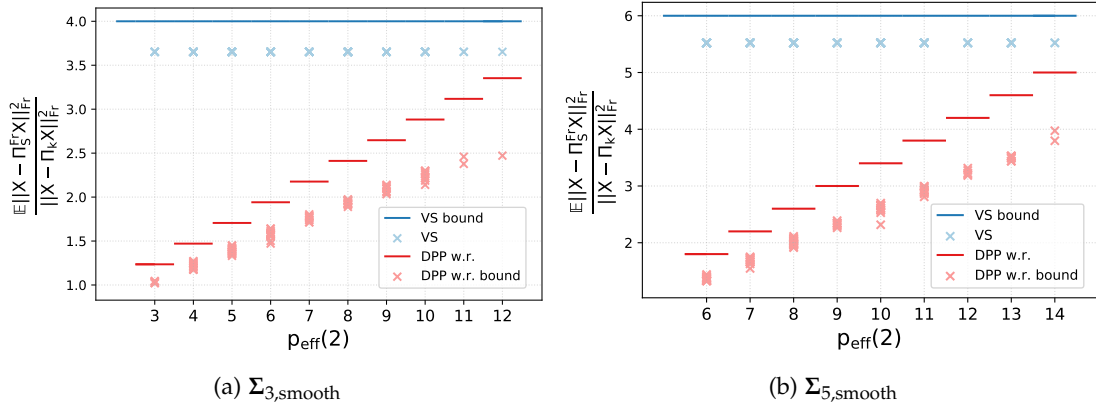 4.0
3.5
3.0
2.5
2.0
1.5
1.0
𝔼||X − Π_S^Fr X||²_Fr
||X − Π_k X||²_Fr
VS bound
VS
DPP w.r.
DPP w.r. bound
3 4 5 6 7 8 9 10 11 12
p_eff(2)
(a) Σ_3,smooth
6
5
4
3
2
𝔼||X − Π_S^Fr X||²_Fr
||X − Π_k X||²_Fr
VS bound
VS
DPP w.r.
DPP w.r. bound
6 7 8 9 10 11 12 13 14
p_eff(2)
(b) Σ_5,smooth